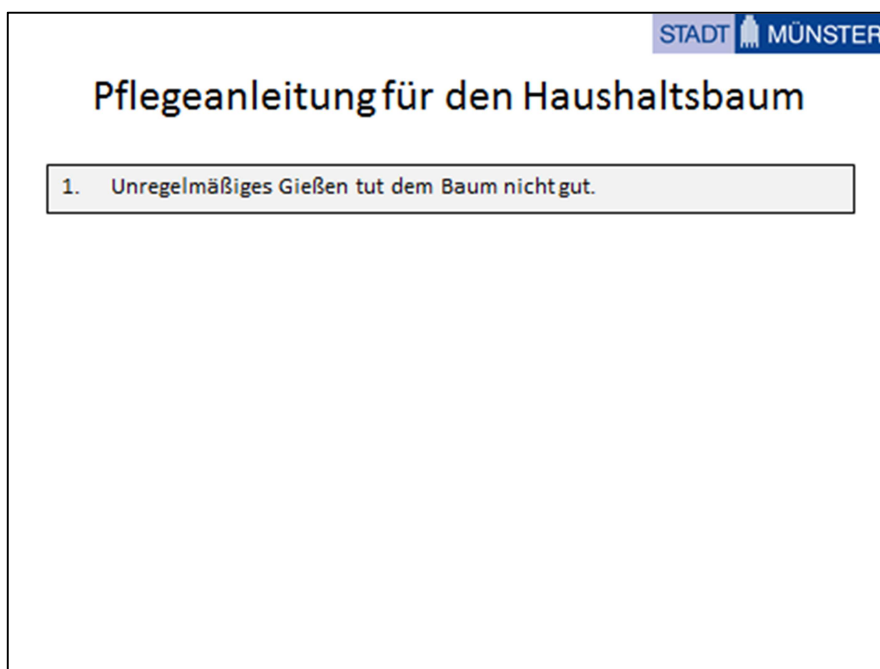 STADT MÜNSTER
Pflegeanleitung für den Haushaltsbaum
1. Unregelmäßiges Gießen tut dem Baum nicht gut.